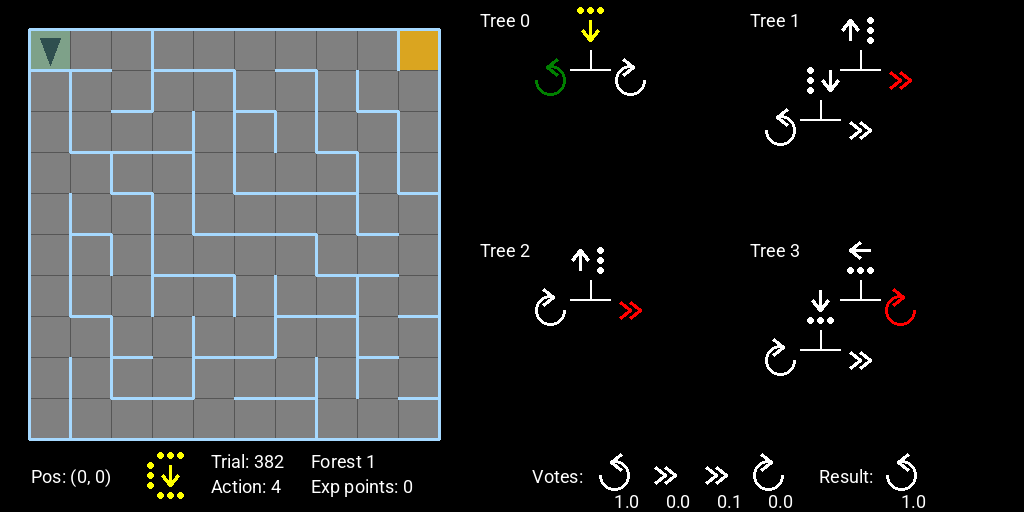 Tree 0
Tree 1
Tree 2
Tree 3
Pos: (0, 0)
Trial: 382
Forest 1
Action: 4
Exp points: 0
Votes:
1.0
0.0
0.1
0.0
Result:
1.0